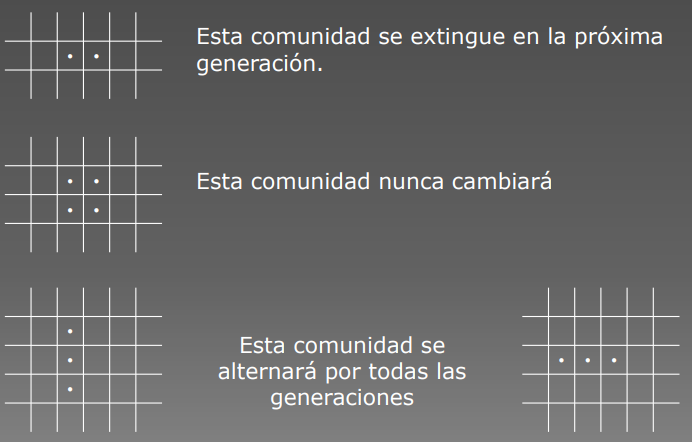 Esta comunidad se extingue en la próxima
generación.
Esta comunidad nunca cambiará
Esta comunidad se
alternará por todas las
generaciones